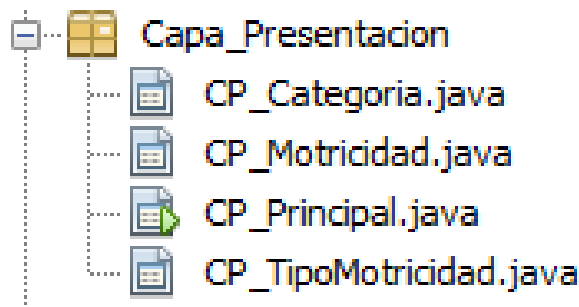 Capa_Presentacion
CP_Categoria.java
CP_Motricidad.java
CP_Principal.java
CP_TipoMotricidad.java